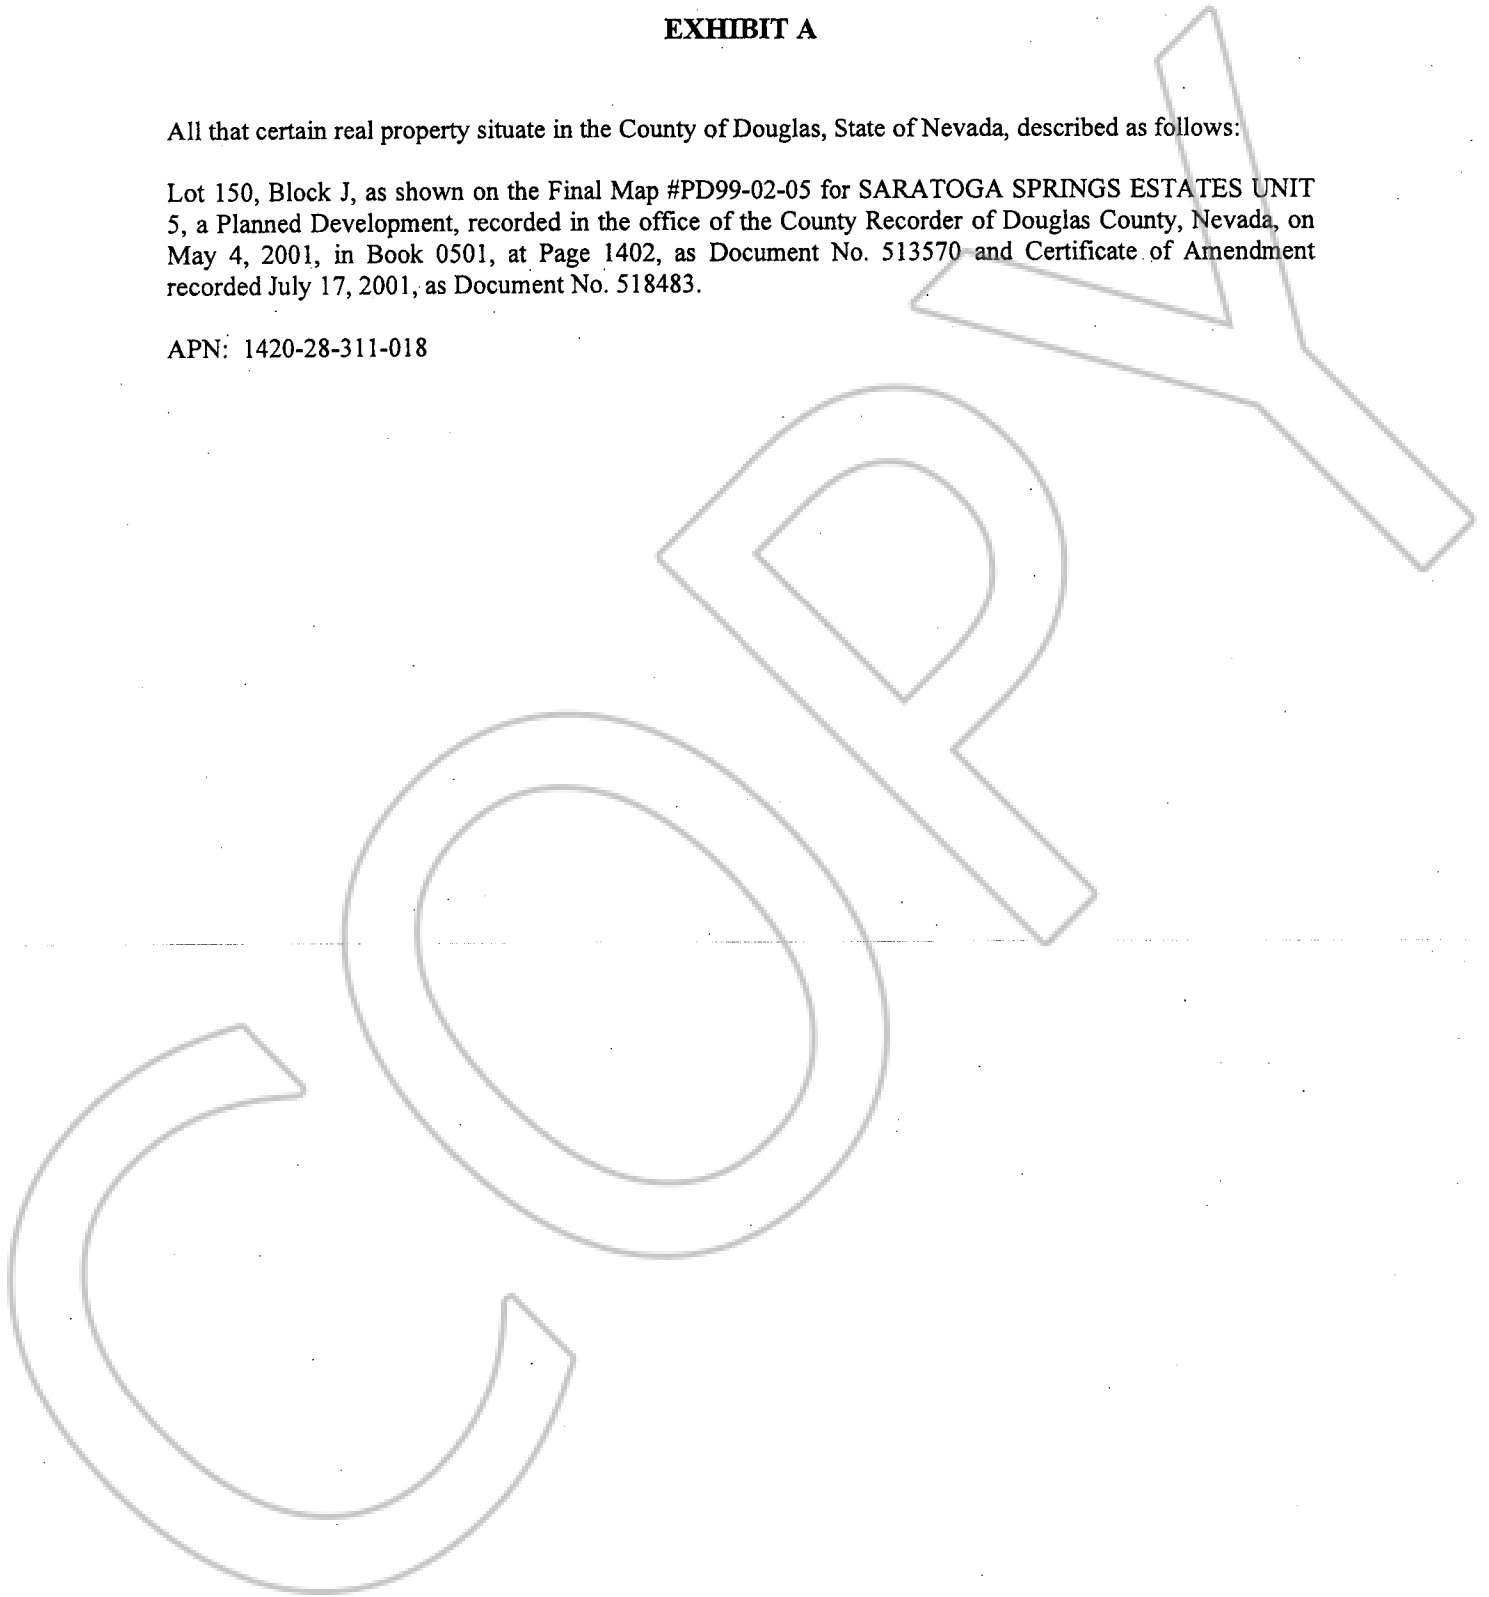 EXHIBIT A
All that certain real property situate in the County of Douglas, State of Nevada, described as follows:
Lot 150, Block J, as shown on the Final Map #PD99-02-05 for SARATOGA SPRINGS ESTATES UNIT
5, a Planned Development, recorded in the office of the County Recorder of Douglas County, Nevada, on
May 4, 2001, in Book 0501, at Page 1402, as Document No. 513570 and Certificate of Amendment
recorded July 17, 2001, as Document No. 518483.
APN: 1420-28-311-018
COPY